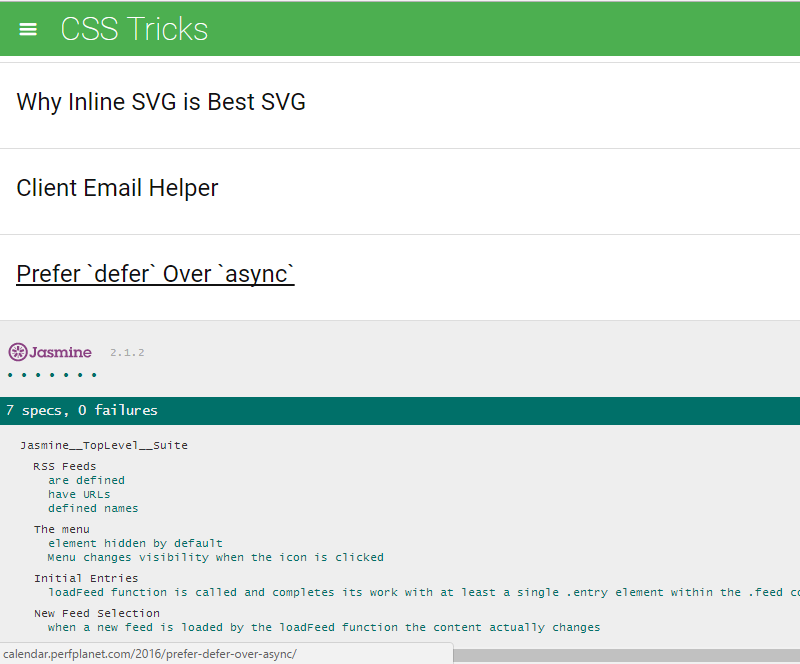 CSS Tricks
Why Inline SVG is Best SVG
Client Email Helper
Prefer `defer` Over `async`
Jasmine 2.1.2
• • • • • • •
7 specs, 0 failures
Jasmine__TopLevel__Suite
RSS Feeds
are defined
have URLs
defined names
The menu
element hidden by default
Menu changes visibility when the icon is clicked
Initial Entries
loadFeed function is called and completes its work with at least a single .entry element within the .feed
New Feed Selection
when a new feed is loaded by the loadFeed function the content actually changes
calendar.perfplanet.com/2016/prefer-defer-over-async/